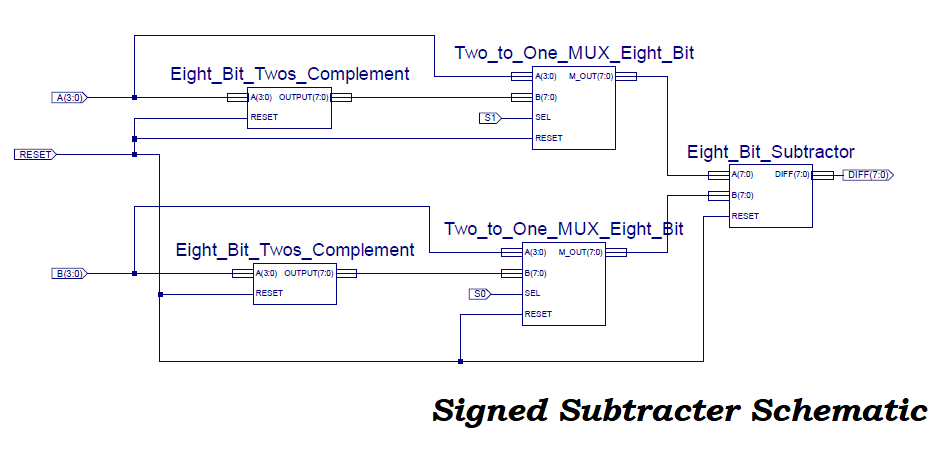 Two_to_One_MUX_Eight_Bit
Eight_Bit_Twos_Complement
A(3:0) M_OUT(7:0)
A(3:0)
A(3:0) OUTPUT(7:0)
B(7:0)
RESET
S1
SEL
RESET
RESET
Eight_Bit_Subtractor
A(7:0) DIFF(7:0)
DIFF(7:0)
B(7:0)
RESET
Two_to_One_MUX_Eight_Bit
Eight_Bit_Twos_Complement
A(3:0) M_OUT(7:0)
B(3:0)
A(3:0) OUTPUT(7:0)
B(7:0)
RESET
S0
SEL
RESET
Signed Subtracter Schematic